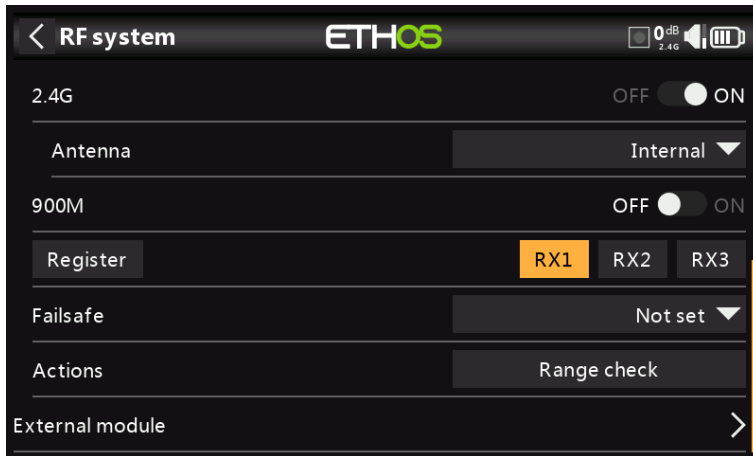 RF system ETHOS 0dB 2.4G
2.4G OFF ON
Antenna Internal
900M OFF ON
Register RX1 RX2 RX3
Failsafe Not set
Actions Range check
External module